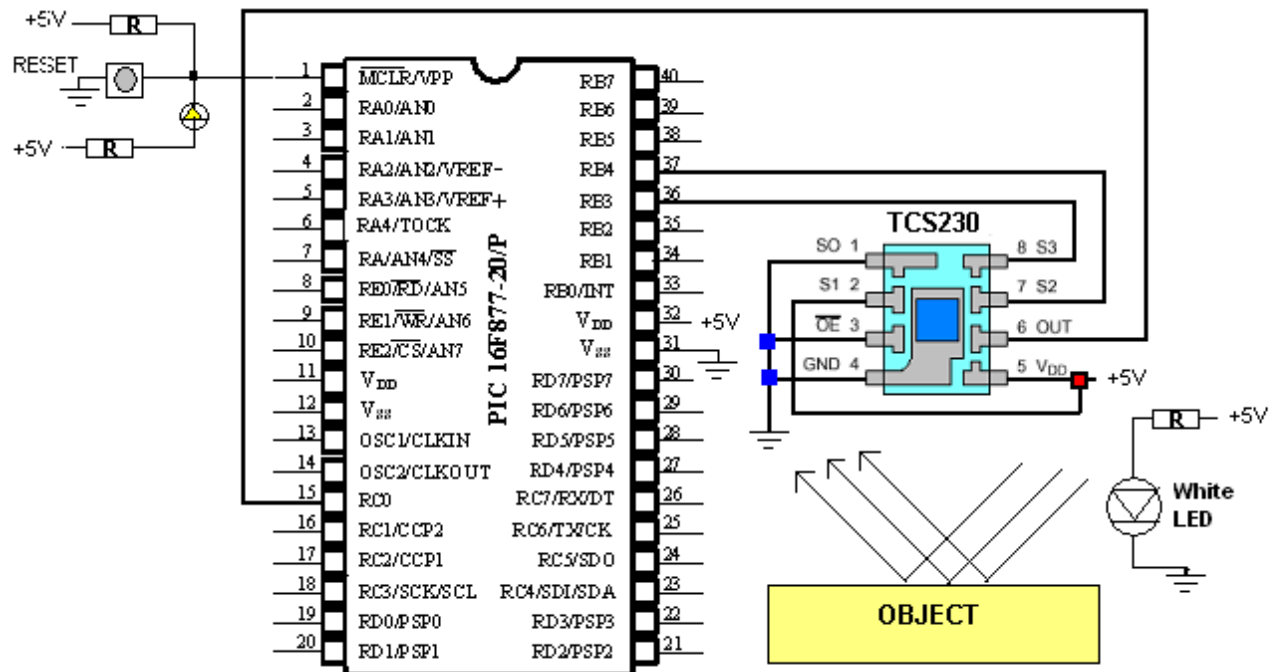 +5V
R
RESET
+5V
R
1
2
3
4
5
6
7
8
9
10
11
12
13
14
15
16
17
18
19
20
MCLR/VPP
RA0/AN0
RA1/AN1
RA2/AN2/VREF-
RA3/AN3/VREF+
RA4/TOCK
RA/AN4/SS
RE0/RD/AN5
RE1/WR/AN6
RE2/CS/AN7
VDD
Vss
OSC1/CLKIN
OSC2/CLKOUT
RC0
RC1/CCP2
RC2/CCP1
RC3/SCK/SCL
RD0/PSP0
RD1/PSP1
PIC 16F877-20/P
RB7
RB6
RB5
RB4
RB3
RB2
RB1
RB0/INT
VDD
Vss
RD7/PSP7
RD6/PSP6
RD5/PSP5
RD4/PSP4
RC7/RX/DT
RC6/TX/CK
RC5/SDO
RC4/SDI/SDA
RD3/PSP3
RD2/PSP2
40
39
38
37
36
35
34
33
32
31
30
29
28
27
26
25
24
23
22
21
+5V
TCS230
SO 1
S1 2
OE 3
GND 4
8 S3
7 S2
6 OUT
5 VDD
+5V
R
+5V
White
LED
OBJECT